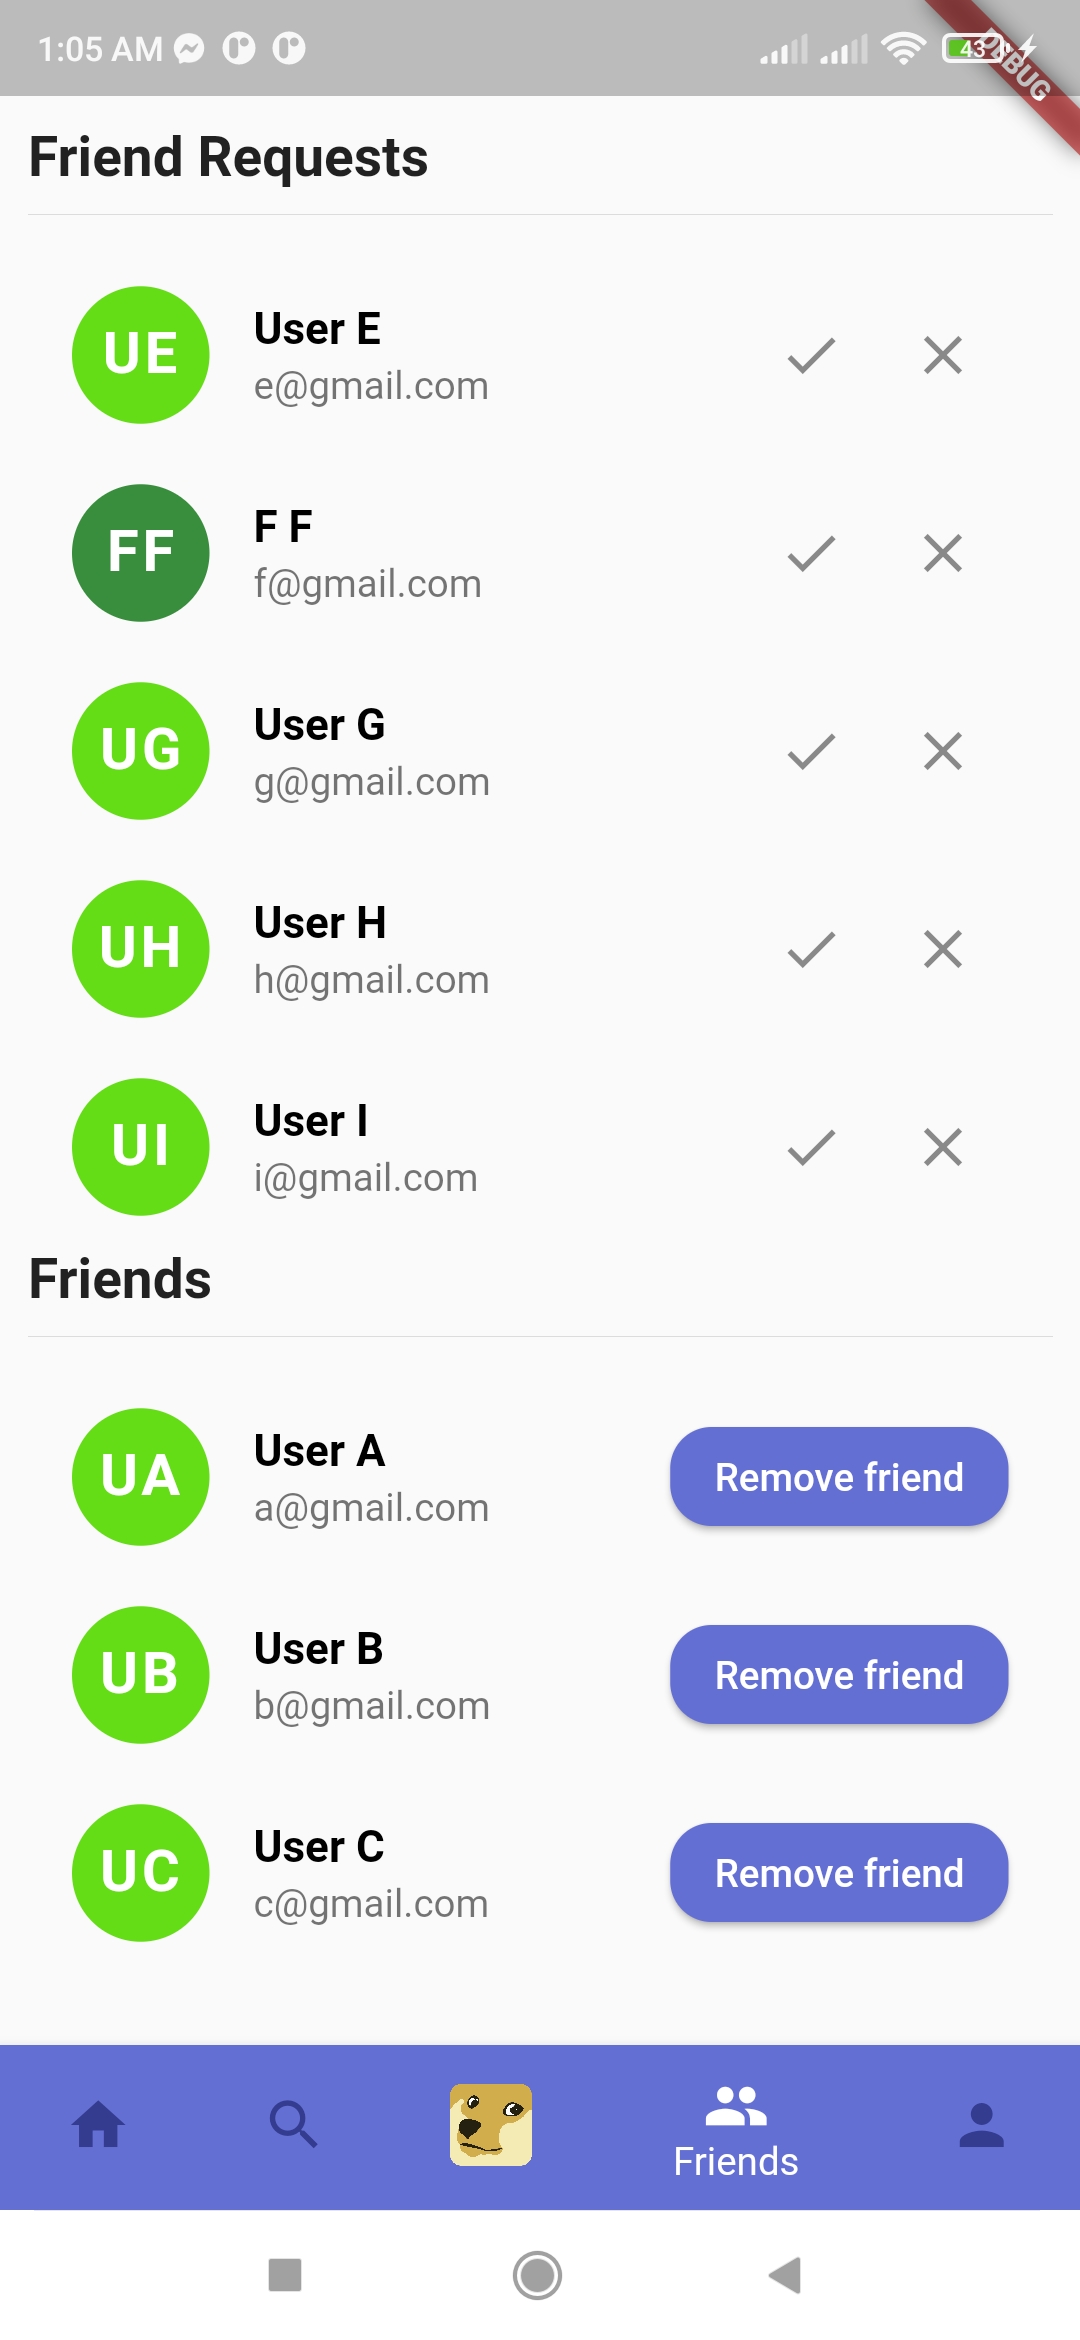 1:05 AM
43
DEBUG
Friend Requests
UE
User E
e@gmail.com
FF
F F
f@gmail.com
UG
User G
g@gmail.com
UH
User H
h@gmail.com
UI
User I
i@gmail.com
Friends
UA
User A
a@gmail.com
Remove friend
UB
User B
b@gmail.com
Remove friend
UC
User C
c@gmail.com
Remove friend
Friends